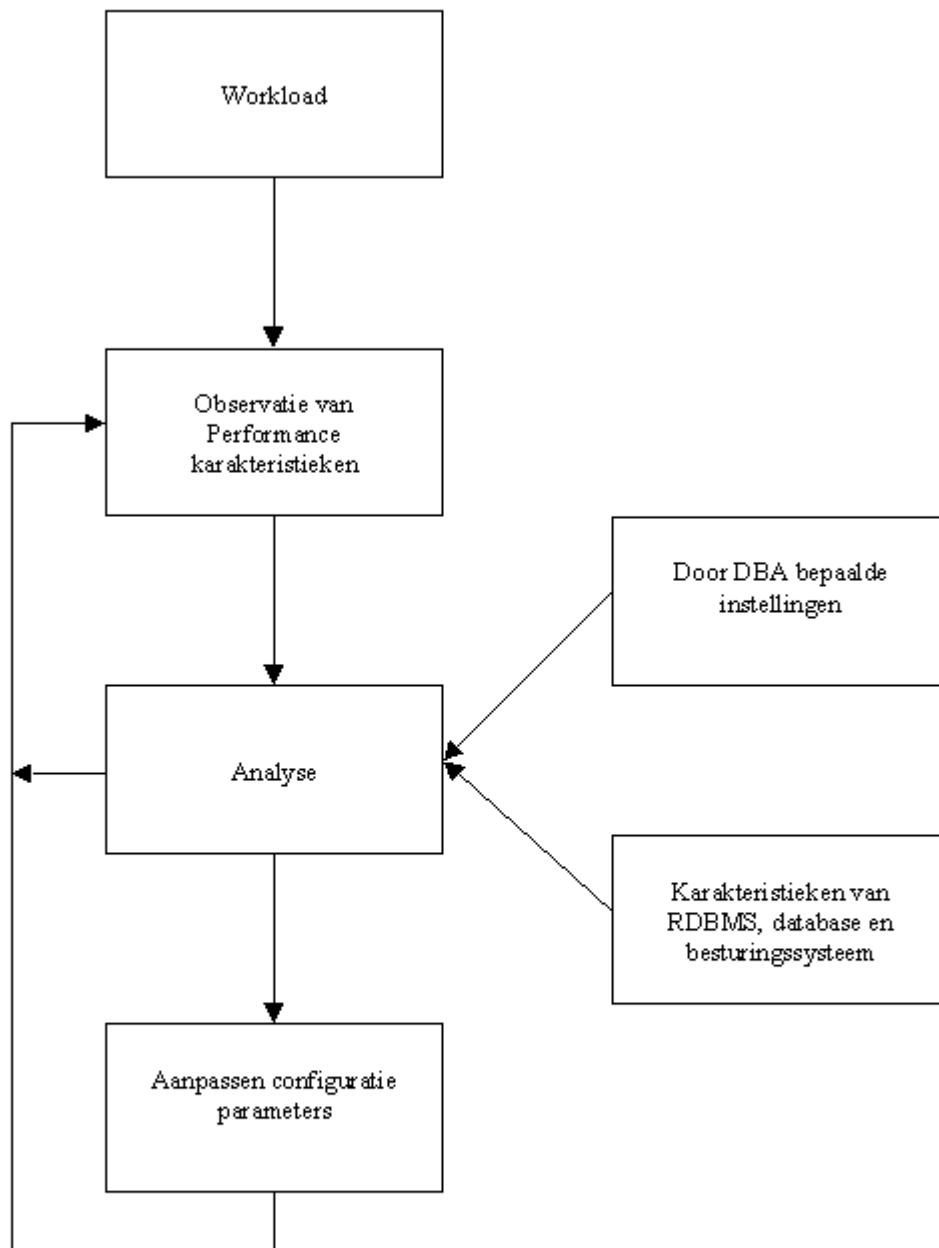 Workload
Observatie van
Performance
karakteristieken
Door DBA bepaalde
instellingen
Analyse
Karakteristieken van
RDBMS, database en
besturingssysteem
Aanpassen configuratie
parameters